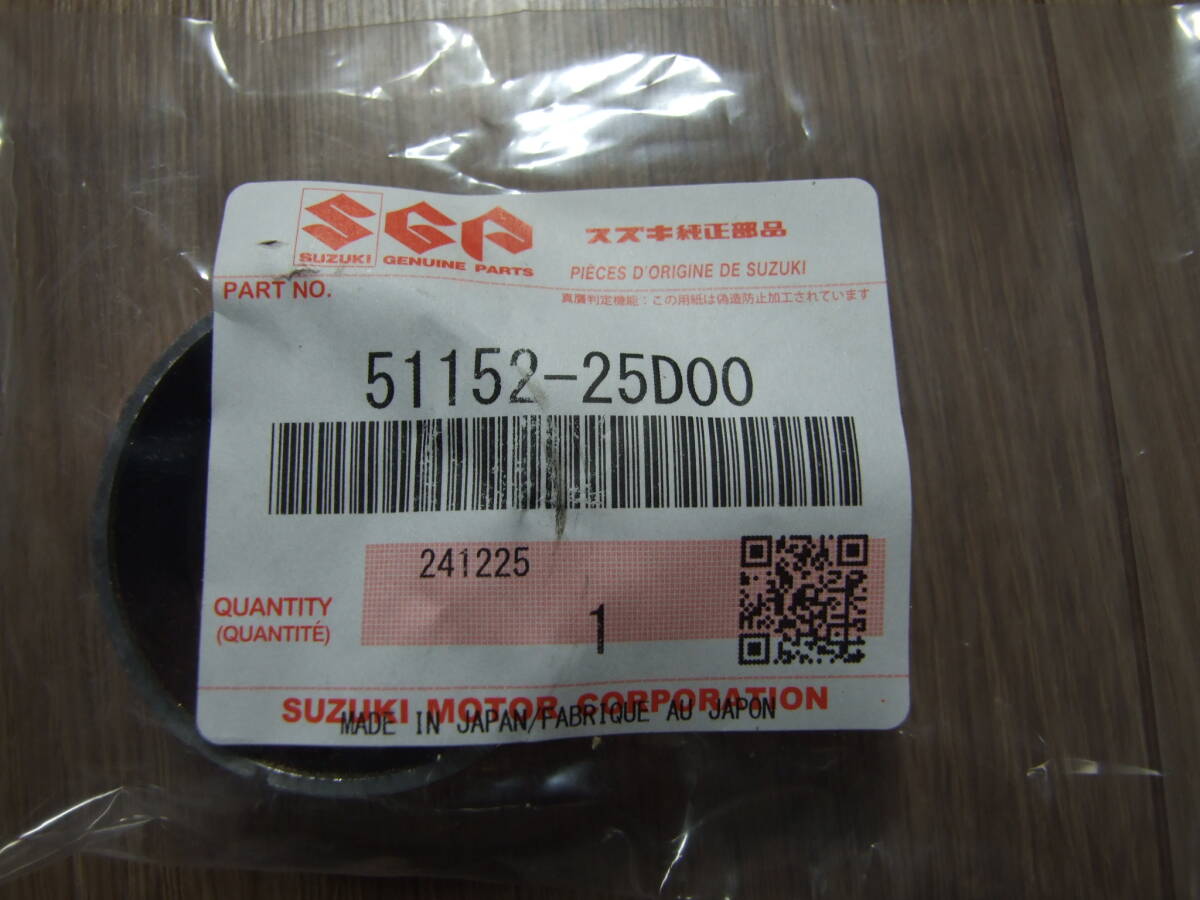 SUZUKI
SGP
GENUINE PARTS
スズキ純正部品
PIÈCES D'ORIGINE DE SUZUKI
PART NO.
真贋判定機能：この用紙は偽造防止加工されています
51152-25D00
241225
QUANTITY
(QUANTITÉ)
1
SUZUKI MOTOR CORPORATION
MADE IN JAPAN/FABRIQUE AU JAPON